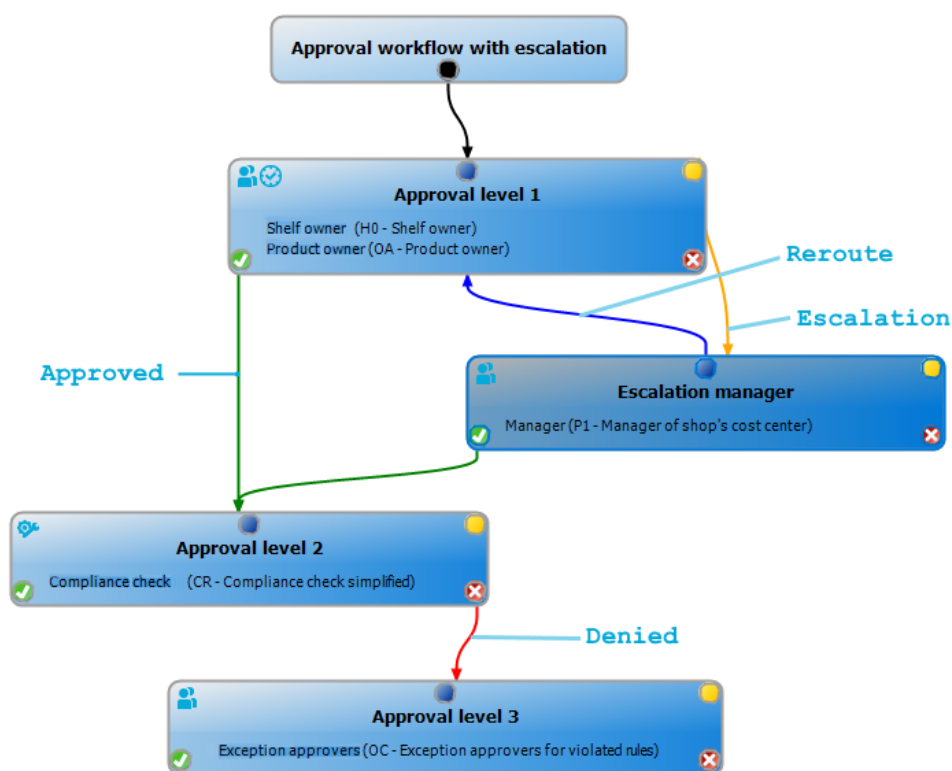 Approval workflow with escalation
Approval level 1
Shelf owner (H0 - Shelf owner)
Product owner (OA - Product owner)
Reroute
Escalation
Approved
Escalation manager
Manager (P1 - Manager of shop's cost center)
Approval level 2
Compliance check (CR - Compliance check simplified)
Denied
Approval level 3
Exception approvers (OC - Exception approvers for violated rules)